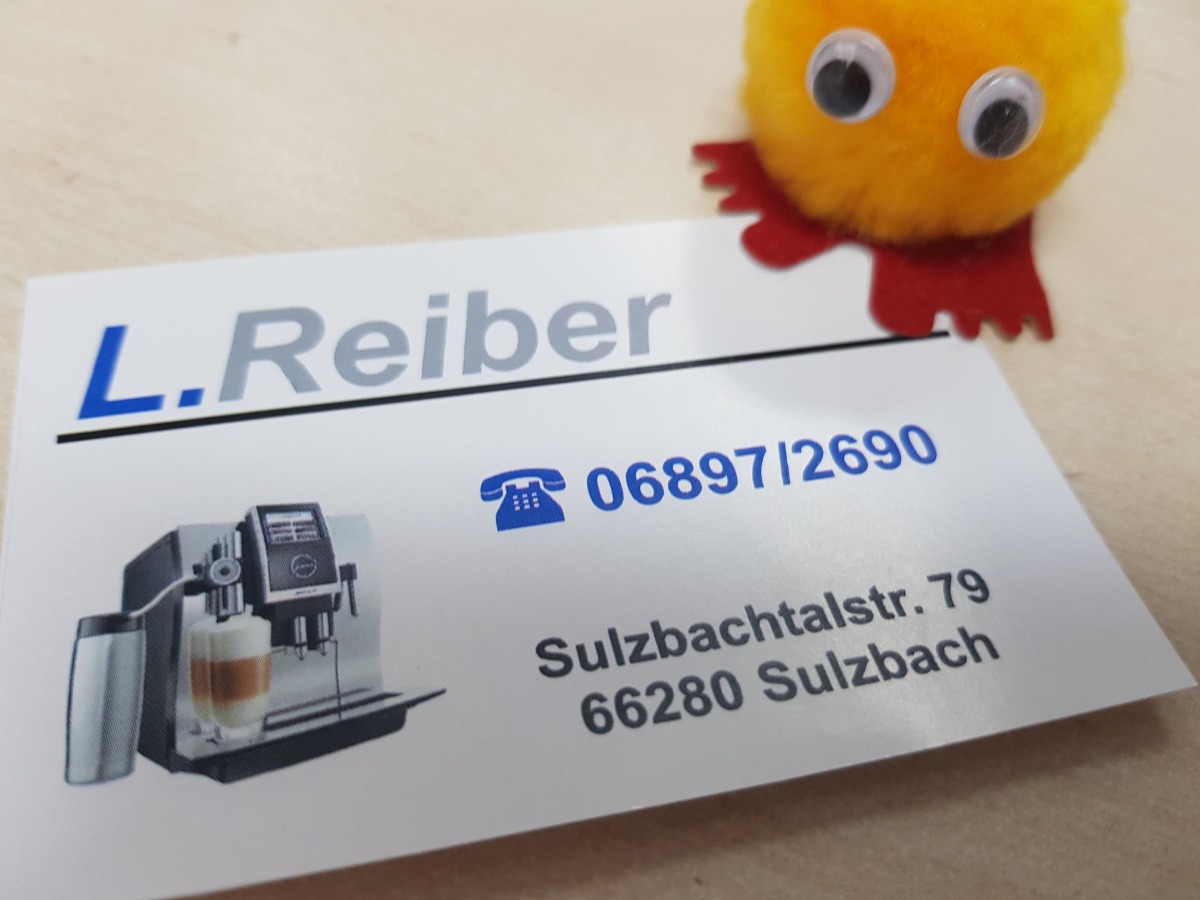 L.Reiber
☎ 06897/2690
Sulzbachtalstr. 79
66280 Sulzbach